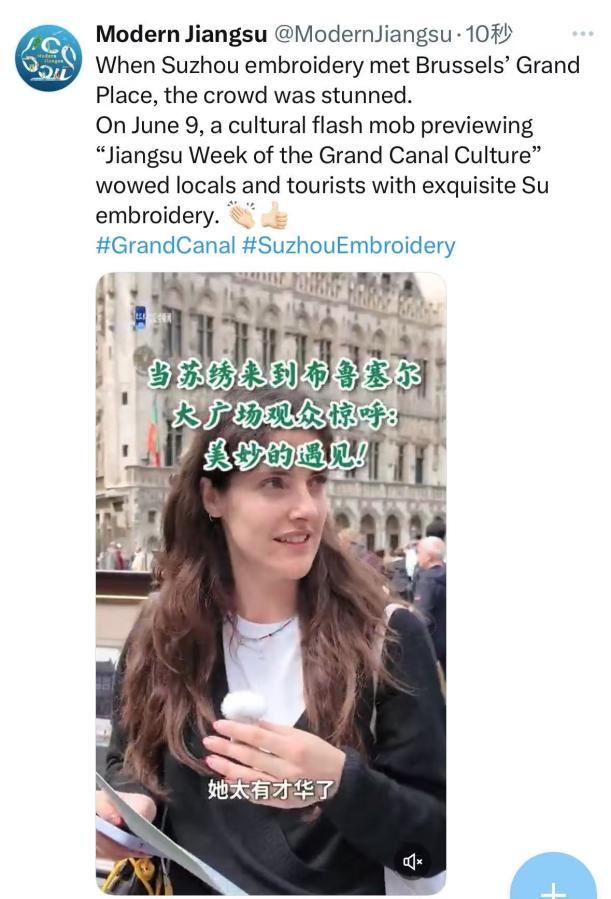 Modern Jiangsu @ModernJiangsu · 10秒
When Suzhou embroidery met Brussels’ Grand
Place, the crowd was stunned.
On June 9, a cultural flash mob previewing
“Jiangsu Week of the Grand Canal Culture”
wowed locals and tourists with exquisite Su
embroidery. 👏🏻👍🏻
#GrandCanal #SuzhouEmbroidery
当苏绣来到布鲁塞尔
大广场观众惊呼:
美妙的遇见!
她太有才华了